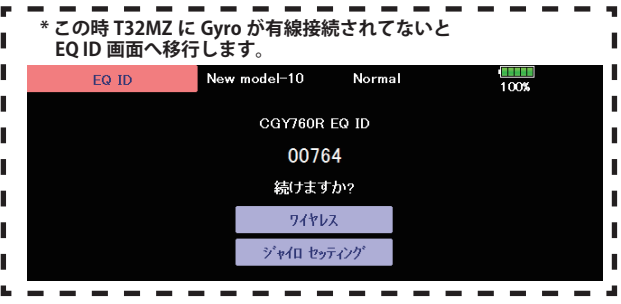 * この時 T32MZ に Gyro が有線接続されてないと
EQ ID 画面へ移行します。
EQ ID New model-10 Normal 100%
CGY760R EQ ID
00764
続けますか?
ﾜｲﾔﾚｽ
ｼﾞｬｲﾛ ｾｯﾃｨﾝｸﾞ